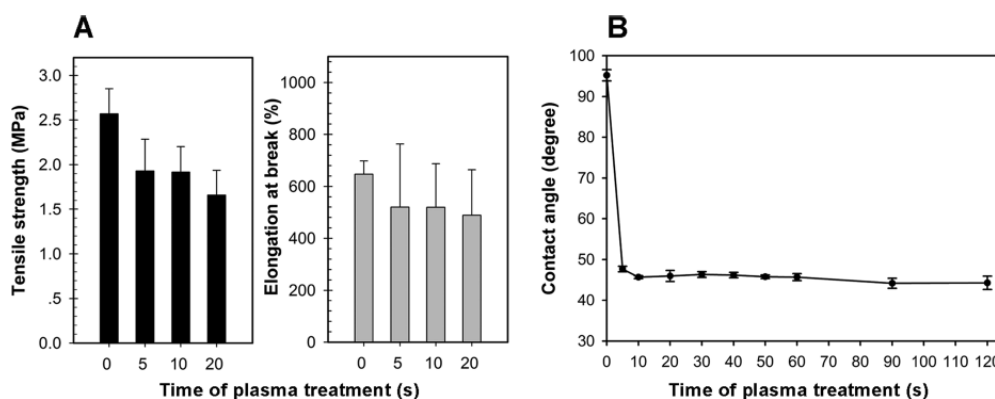 A
B
Tensile strength (MPa)
3.0
2.5
2.0
1.5
1.0
0.0
0 5 10 20
Elongation at break (%)
1000
800
600
400
200
0
0 5 10 20
Time of plasma treatment (s)
Contact angle (degree)
100
90
80
70
60
50
40
30
0 10 20 30 40 50 60 70 80 90 100 110 120
Time of plasma treatment (s)